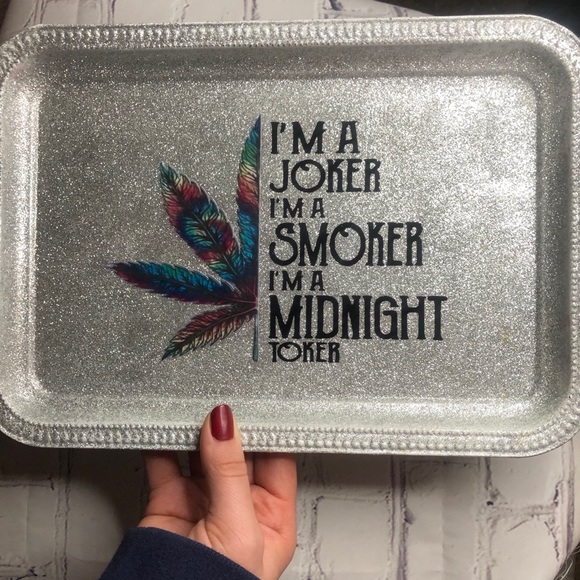 I'M A
JOKER
I'M A
SMOKER
I'M A
MIDNIGHT
TOKER